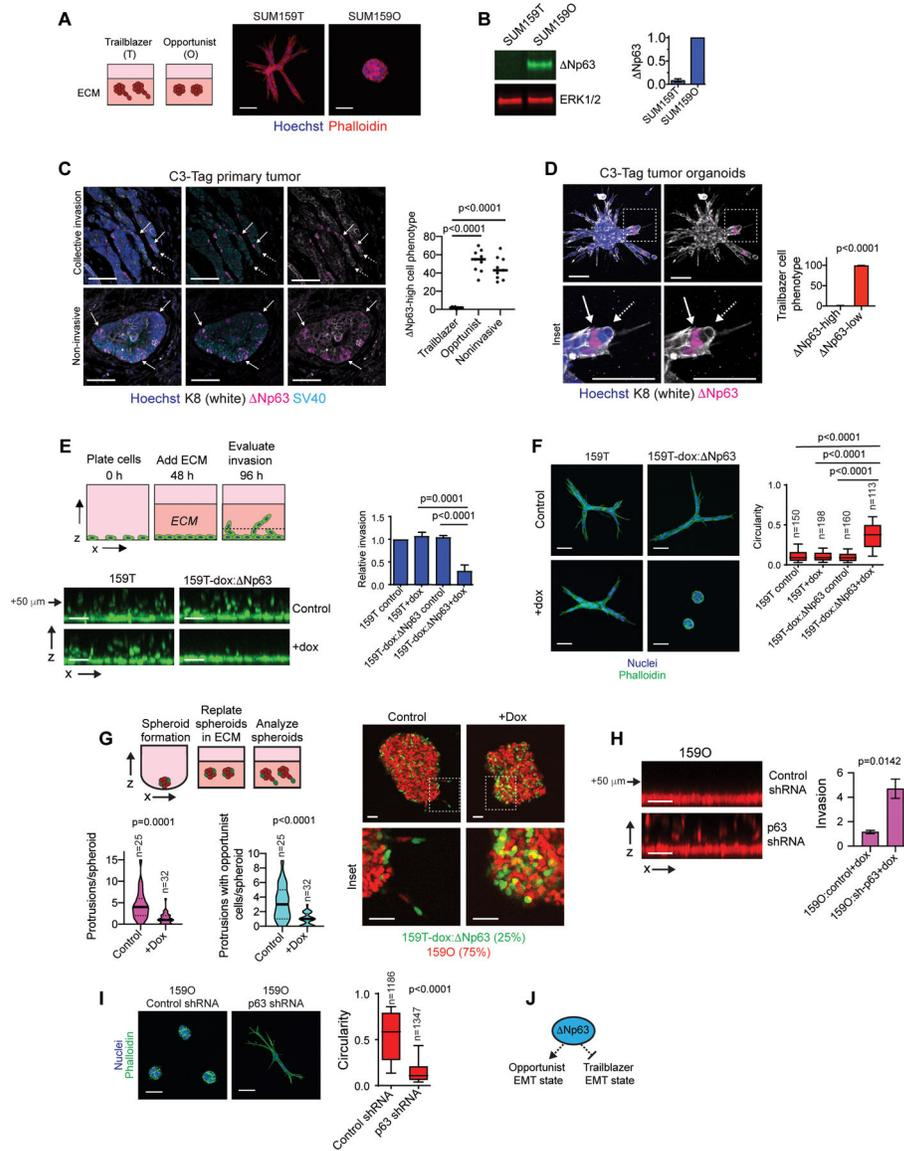 A
Trailblazer
(T)
Opportunist
(O)
ECM
SUM159T
SUM159O
Hoechst Phalloidin
B
SUM159T
SUM159O
ΔNp63
ERK1/2
ΔNp63
1.0
0.5
0.0
SUM159T
SUM159O
C
C3-Tag primary tumor
Collective invasion
Non-invasive
Hoechst K8 (white) ΔNp63 SV40
p<0.0001
p<0.0001
ΔNp63-high cell phenotype
80
60
40
20
0
Trailblazer
Opprtunist
Noninvasive
D
C3-Tag tumor organoids
Inset
Hoechst K8 (white) ΔNp63
p<0.0001
Trailbazer cell
phenotype
100
50
0
ΔNp63-high
ΔNp63-low
E
Plate cells
0 h
Add ECM
48 h
Evaluate
invasion
96 h
ECM
z
x
159T
159T-dox:ΔNp63
+50 μm
Control
+dox
z
x
p=0.0001
p<0.0001
Relative invasion
1.5
1.0
0.5
0.0
159T control
159T+dox
159T-dox:ΔNp63 control
159T-dox:ΔNp63+dox
F
159T
159T-dox:ΔNp63
Control
+dox
Nuclei
Phalloidin
p<0.0001
p<0.0001
p<0.0001
Circularity
1.0
0.5
0.0
n=150
n=198
n=160
n=113
159T control
159T+dox
159T-dox:ΔNp63 control
159T-dox:ΔNp63+dox
G
Spheroid
formation
Replate
spheroids
in ECM
Analyze
spheroids
z
x
p=0.0001
Protrusions/spheroid
15
10
5
0
n=25
n=32
Control
+Dox
p<0.0001
Protrusions with opportunist
cells/spheroid
10
8
6
4
2
0
n=25
n=32
Control
+Dox
Control
+Dox
Inset
159T-dox:ΔNp63 (25%)
159O (75%)
H
159O
+50 μm
Control
shRNA
p63
shRNA
z
x
p=0.0142
Invasion
6
4
2
0
159O:control+dox
159O:sh-p63+dox
I
159O
Control shRNA
159O
p63 shRNA
Nuclei
Phalloidin
Circularity
1.0
0.5
0.0
n=1186
p<0.0001
n=1347
Control shRNA
p63 shRNA
J
ΔNp63
Opportunist
EMT state
Trailblazer
EMT state